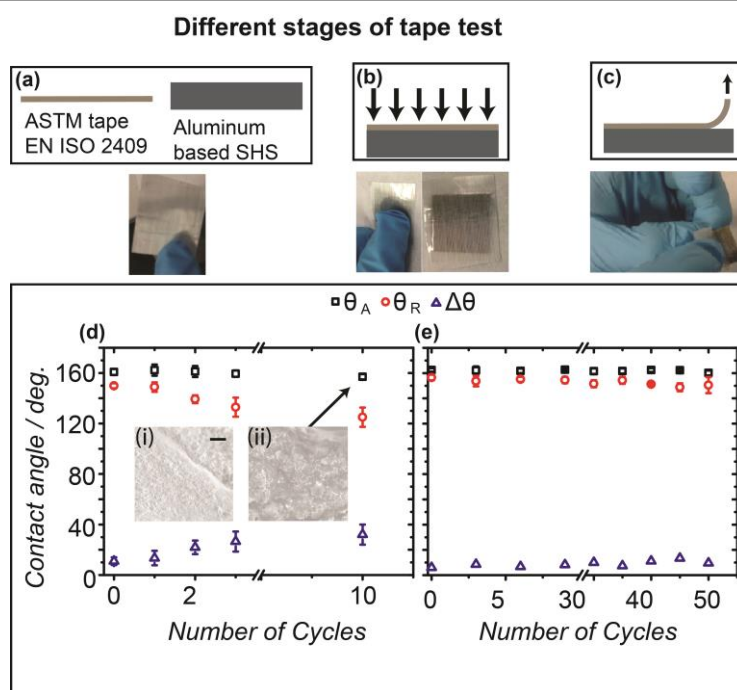 Different stages of tape test
(a)
ASTM tape
EN ISO 2409
Aluminum
based SHS
(b)
(c)
θA θR Δθ
(d)
(e)
Contact angle / deg.
160
120
80
40
0
(i)
(ii)
0 2 10
0 5 30 40 50
Number of Cycles
Number of Cycles